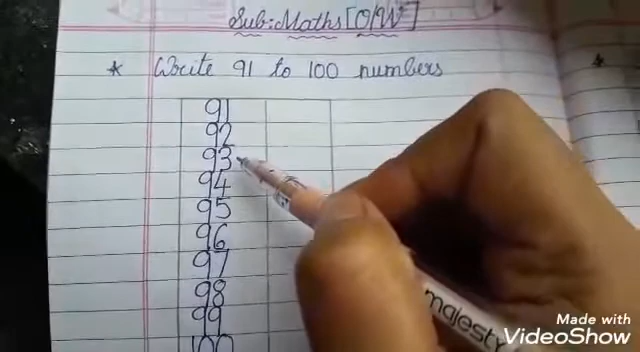 Sub:-Maths [O/W]
* Write 91 to 100 numbers
91
92
93
94
95
96
97
98
99
100
majesty
Made with
VideoShow